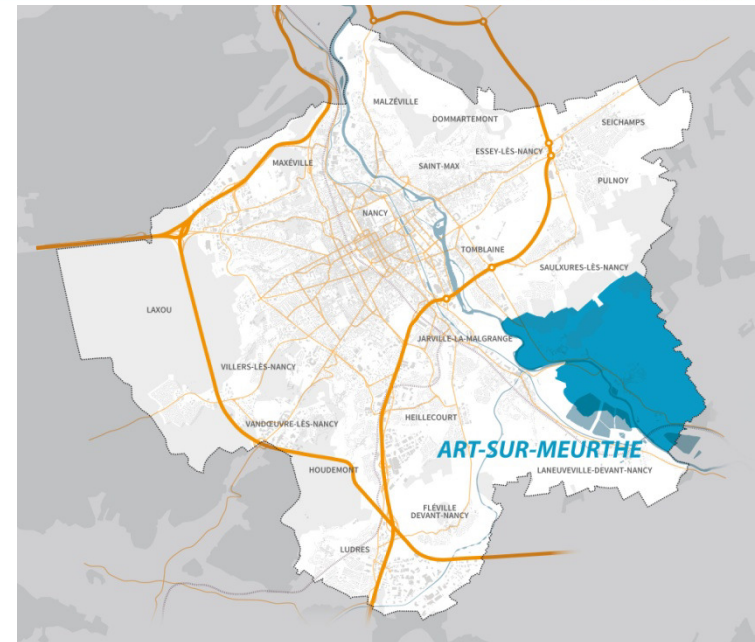 MALZÉVILLE
DOMMARTEMONT
SEICHAMPS
ESSEY-LÈS-NANCY
MAXÉVILLE
SAINT-MAX
PULNOY
NANCY
TOMBLAINE
SAULXURES-LÈS-NANCY
LAXOU
JARVILLE-LA-MALGRANGE
VILLERS-LÈS-NANCY
HEILLECOURT
VANDŒUVRE-LÈS-NANCY
ART-SUR-MEURTHE
HOUDEMONT
LANEUVEVILLE-DEVANT-NANCY
FLÉVILLE
DEVANT-NANCY
LUDRES